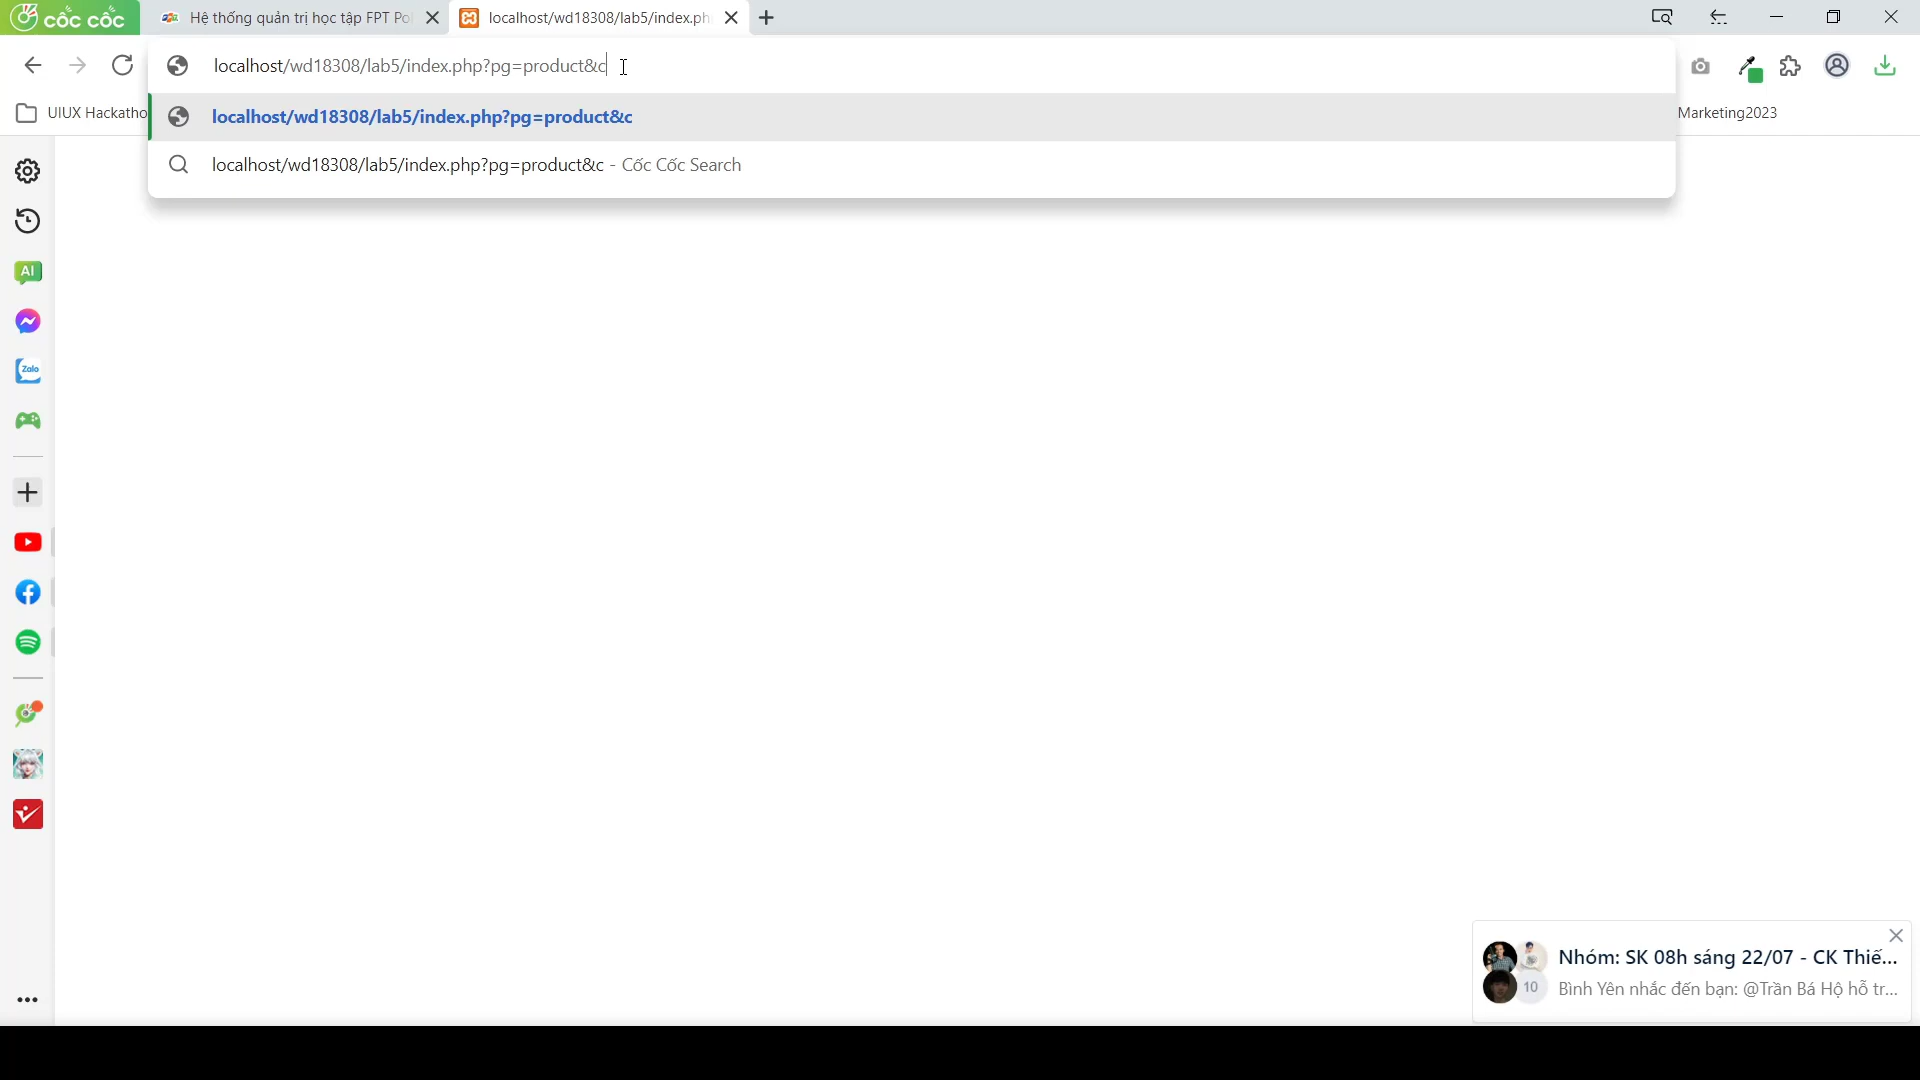 cốc cốc
Hệ thống quản trị học tập FPT Pol
localhost/wd18308/lab5/index.ph
localhost/wd18308/lab5/index.php?pg=product&c
UIUX Hackatho
localhost/wd18308/lab5/index.php?pg=product&c
Marketing2023
localhost/wd18308/lab5/index.php?pg=product&c - Cốc Cốc Search
AI
Zalo
Nhóm: SK 08h sáng 22/07 - CK Thiế...
10
Bình Yên nhắc đến bạn: @Trần Bá Hộ hỗ tr...